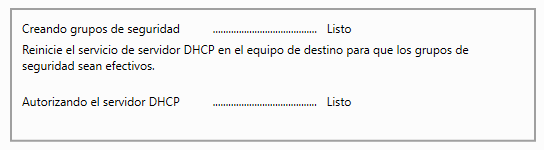 Creando grupos de seguridad ........................................ Listo
Reinicie el servicio de servidor DHCP en el equipo de destino para que los grupos de
seguridad sean efectivos.
Autorizando el servidor DHCP ........................................ Listo